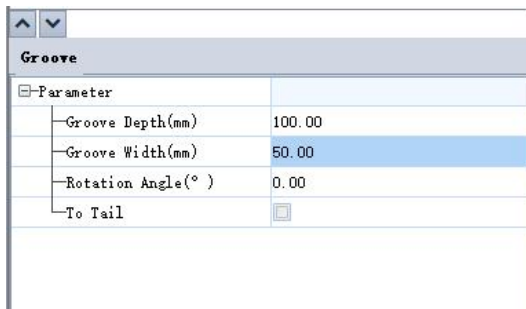 Groove
Parameter
Groove Depth(mm) 100.00
Groove Width(mm) 50.00
Rotation Angle(° ) 0.00
To Tail